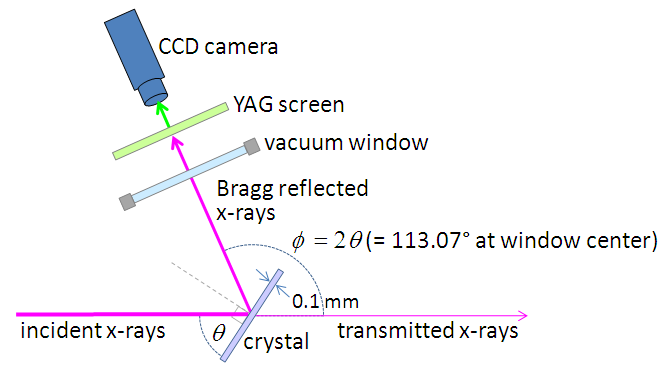 CCD camera
YAG screen
vacuum window
Bragg reflected
x-rays
ϕ = 2θ(= 113.07° at window center)
0.1 mm
incident x-rays
θ
crystal
transmitted x-rays